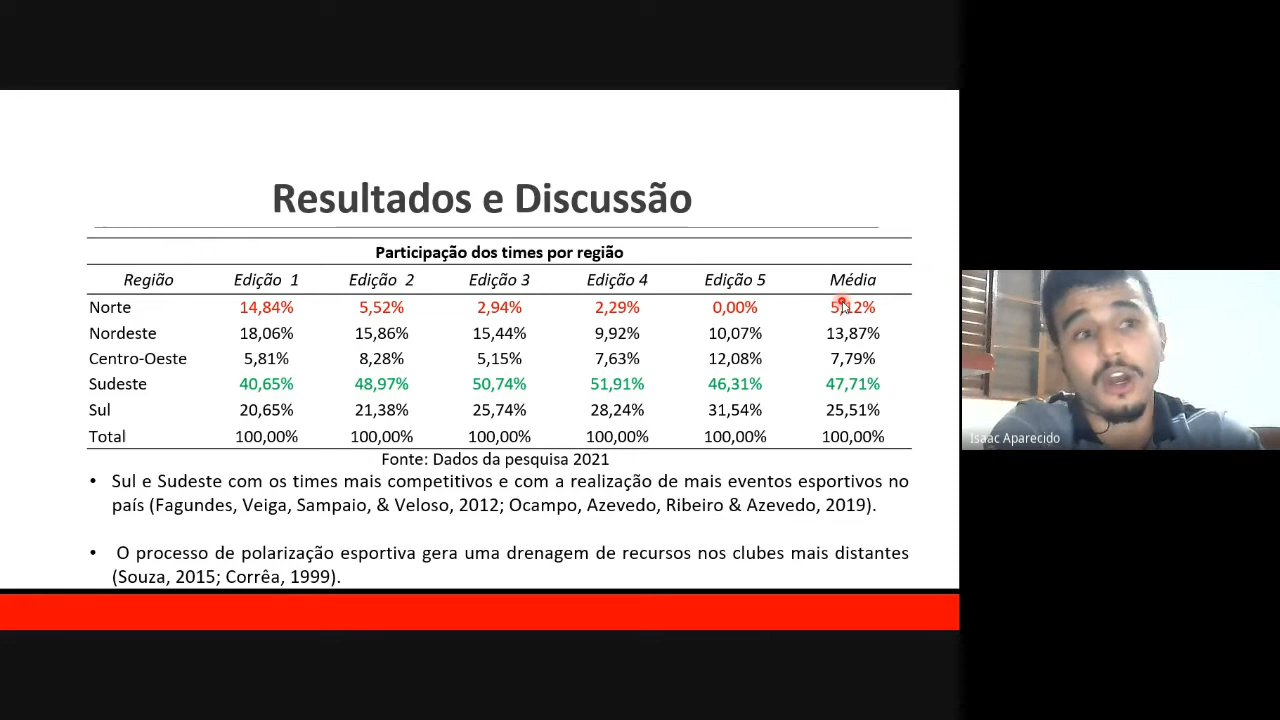 Resultados e Discussão
Participação dos times por região
Região Edição 1 Edição 2 Edição 3 Edição 4 Edição 5 Média
Norte 14,84% 5,52% 2,94% 2,29% 0,00% 5,12%
Nordeste 18,06% 15,86% 15,44% 9,92% 10,07% 13,87%
Centro-Oeste 5,81% 8,28% 5,15% 7,63% 12,08% 7,79%
Sudeste 40,65% 48,97% 50,74% 51,91% 46,31% 47,71%
Sul 20,65% 21,38% 25,74% 28,24% 31,54% 25,51%
Total 100,00% 100,00% 100,00% 100,00% 100,00% 100,00%
Fonte: Dados da pesquisa 2021
• Sul e Sudeste com os times mais competitivos e com a realização de mais eventos esportivos no
país (Fagundes, Veiga, Sampaio, & Veloso, 2012; Ocampo, Azevedo, Ribeiro & Azevedo, 2019).
• O processo de polarização esportiva gera uma drenagem de recursos nos clubes mais distantes
(Souza, 2015; Corrêa, 1999).
Isaac Aparecido